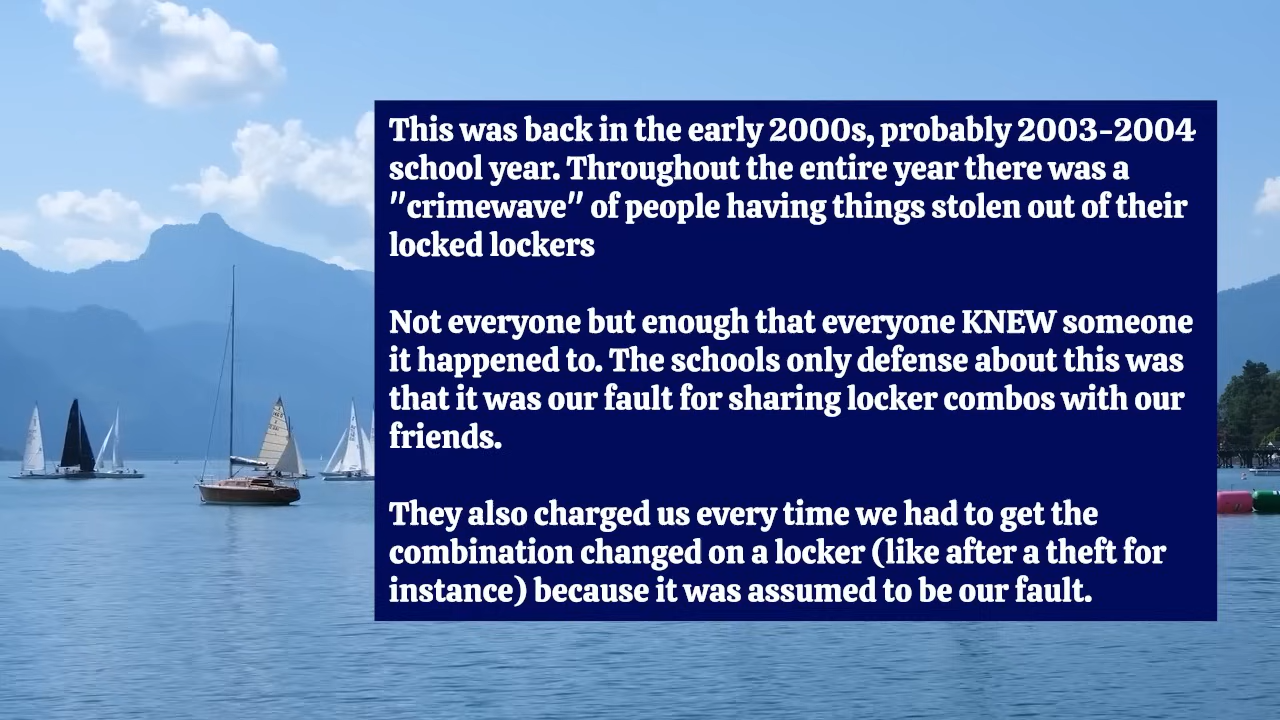 This was back in the early 2000s, probably 2003-2004
school year. Throughout the entire year there was a
"crimewave" of people having things stolen out of their
locked lockers
Not everyone but enough that everyone KNEW someone
it happened to. The schools only defense about this was
that it was our fault for sharing locker combos with our
friends.
They also charged us every time we had to get the
combination changed on a locker (like after a theft for
instance) because it was assumed to be our fault.